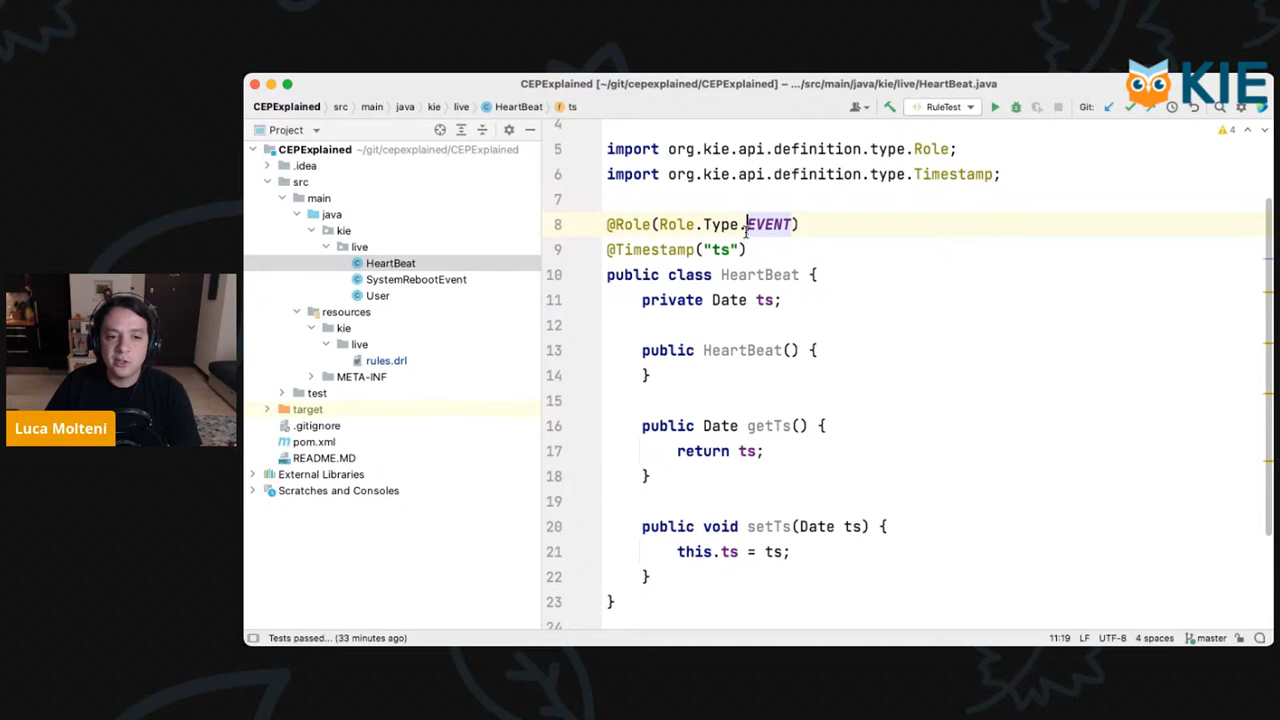 KIE
CEPExplained [~/git/cepexplained/CEPExplained] – .../src/main/java/kie/live/HeartBeat.java
CEPExplained src main java kie live HeartBeat ts
RuleTest
Git:
Project
4
CEPExplained ~/git/cepexplained/CEPExplained
.idea
src
main
java
kie
live
HeartBeat
SystemRebootEvent
User
resources
kie
live
rules.drl
META-INF
test
target
.gitignore
pom.xml
README.MD
External Libraries
Scratches and Consoles
4
5 import org.kie.api.definition.type.Role;
6 import org.kie.api.definition.type.Timestamp;
7
8 @Role(Role.Type.EVENT)
9 @Timestamp("ts")
10 public class HeartBeat {
11 private Date ts;
12
13 public HeartBeat() {
14 }
15
16 public Date getTs() {
17 return ts;
18 }
19
20 public void setTs(Date ts) {
21 this.ts = ts;
22 }
23 }
24
Luca Molteni
Tests passed... (33 minutes ago)
11:19 LF UTF-8 4 spaces master